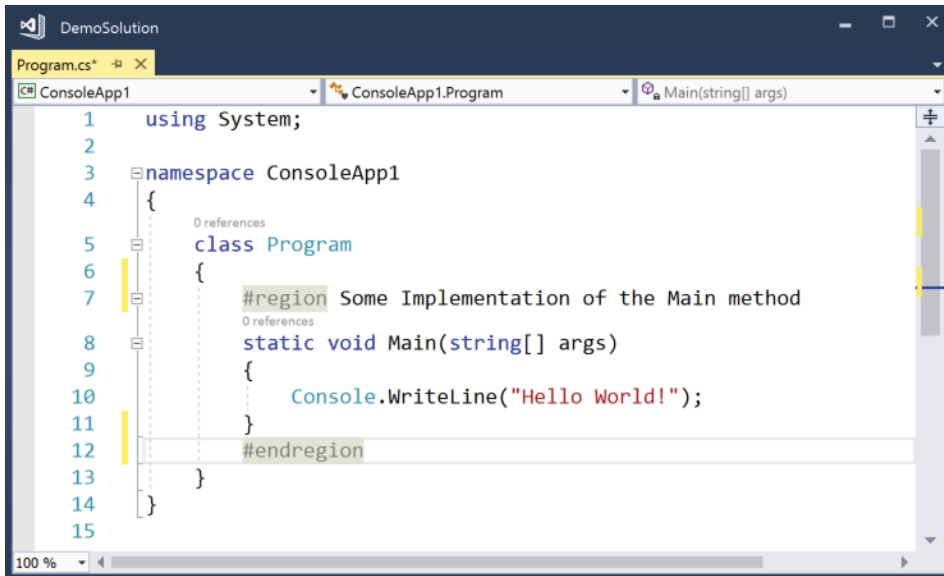 DemoSolution
Program.cs*
ConsoleApp1 ConsoleApp1.Program Main(string[] args)
1 using System;
2
3 namespace ConsoleApp1
4 {
0 references
5 class Program
6 {
7 #region Some Implementation of the Main method
0 references
8 static void Main(string[] args)
9 {
10 Console.WriteLine("Hello World!");
11 }
12 #endregion
13 }
14 }
15
100 %